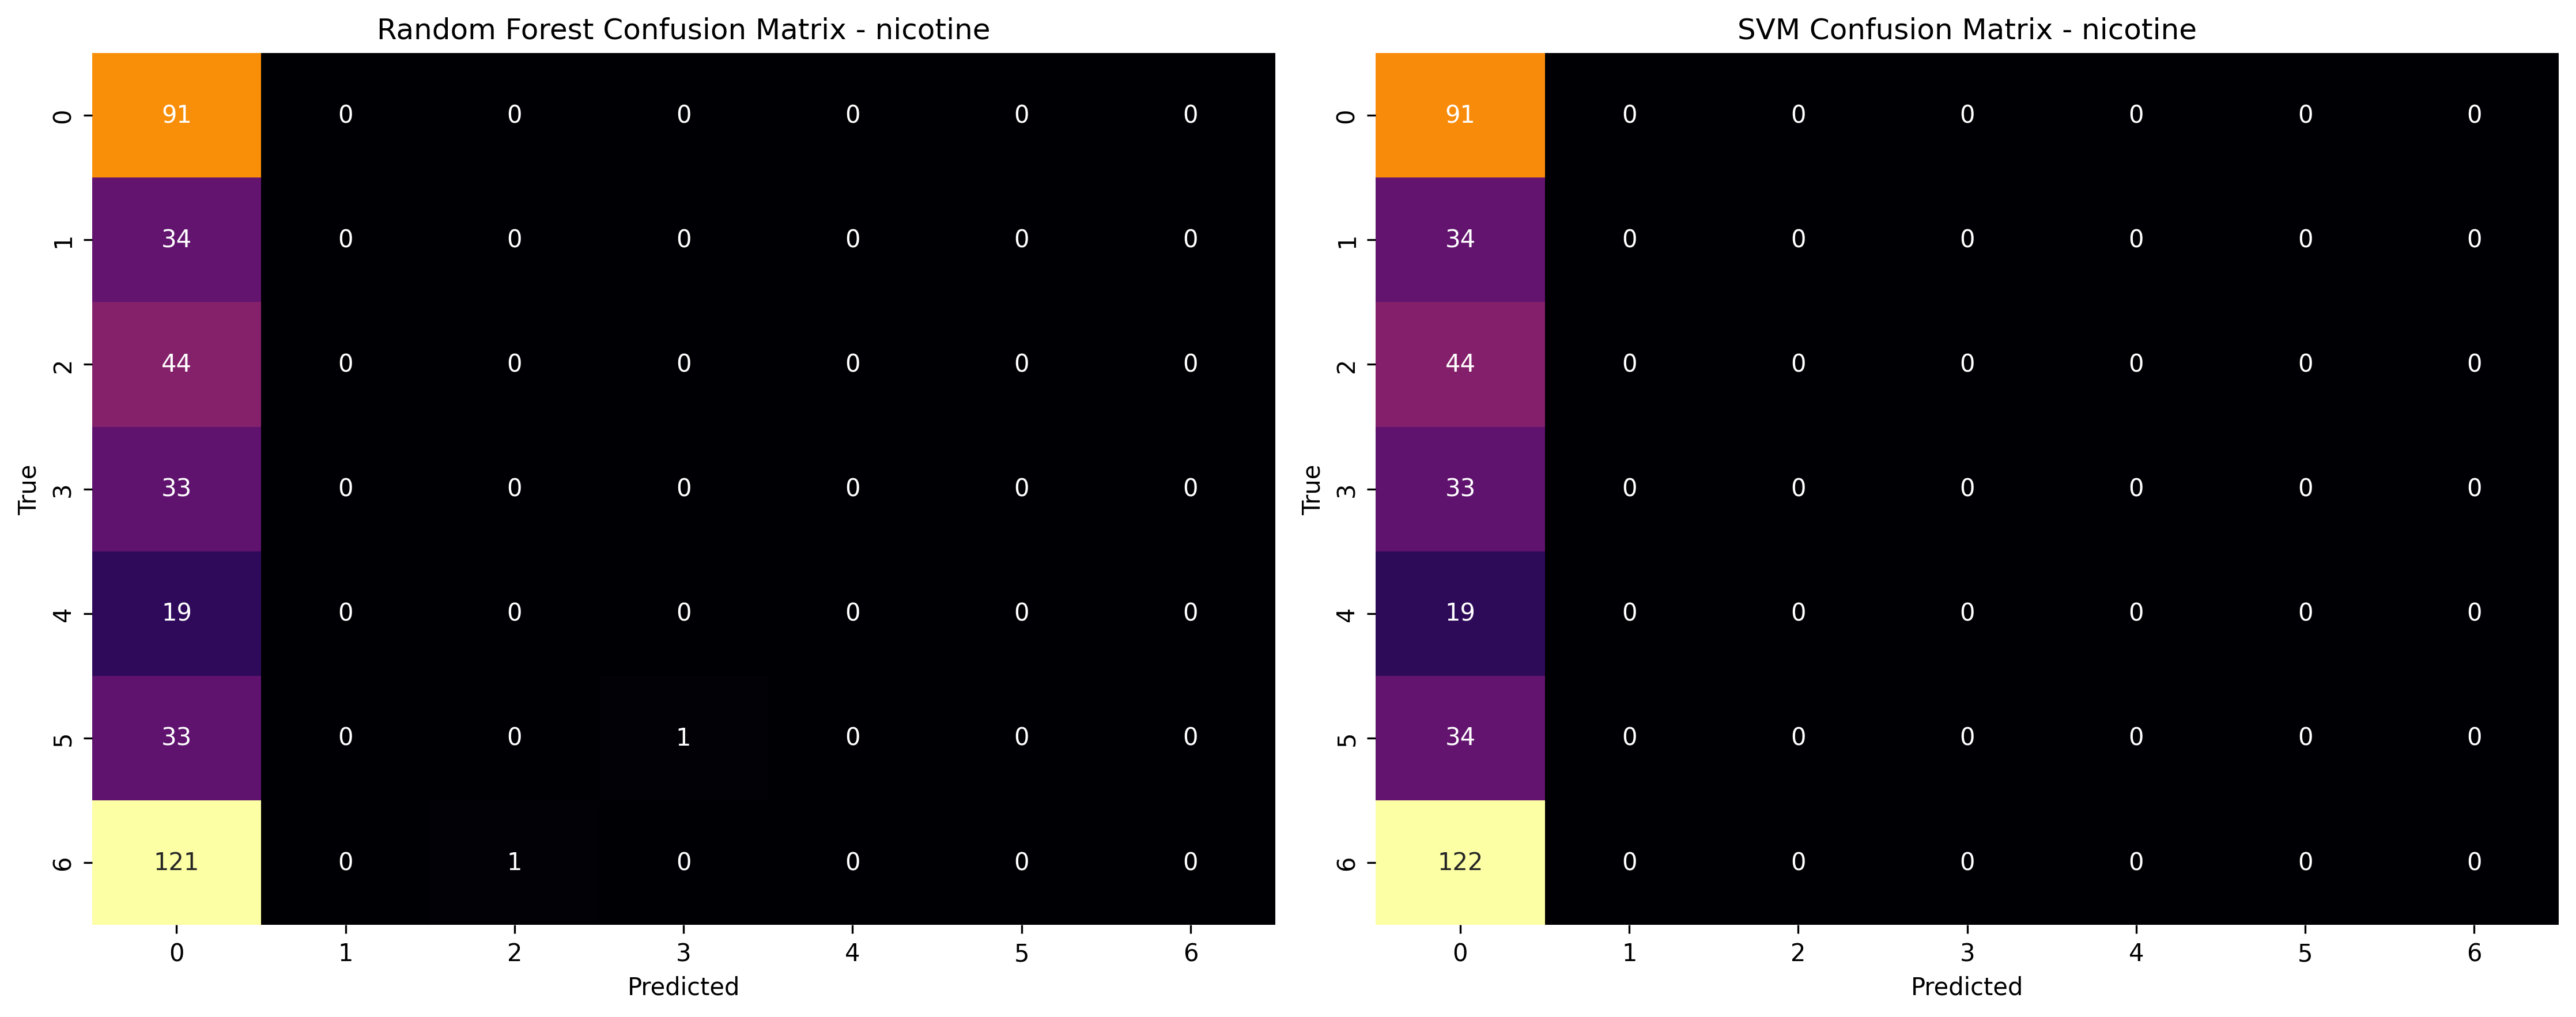 Random Forest Confusion Matrix - nicotine
0 91 0 0 0 0 0 0
1 34 0 0 0 0 0 0
2 44 0 0 0 0 0 0
3 33 0 0 0 0 0 0
4 19 0 0 0 0 0 0
5 33 0 0 1 0 0 0
6 121 0 1 0 0 0 0
True
0 1 2 3 4 5 6
Predicted
SVM Confusion Matrix - nicotine
0 91 0 0 0 0 0 0
1 34 0 0 0 0 0 0
2 44 0 0 0 0 0 0
3 33 0 0 0 0 0 0
4 19 0 0 0 0 0 0
5 34 0 0 0 0 0 0
6 122 0 0 0 0 0 0
True
0 1 2 3 4 5 6
Predicted